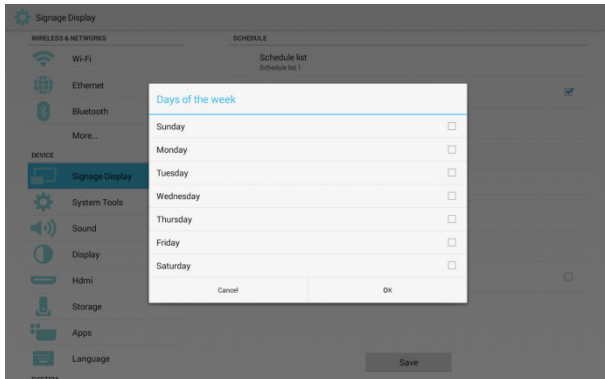 Signage Display
WIRELESS & NETWORKS
Wi-Fi
Ethernet
Bluetooth
More..
DEVICE
Signage Display
System Tools
Sound
Display
Hdmi
Storage
Apps
Language
SYSTEM
SCHEDULE
Schedule list
Schedule list 1
Days of the week
Sunday
Monday
Tuesday
Wednesday
Thursday
Friday
Saturday
Cancel
OK
Save